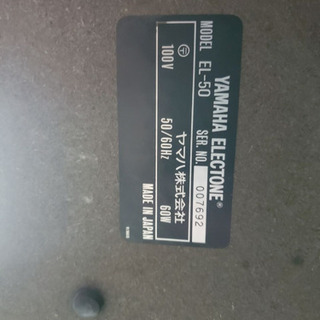 YAMAHA ELECTONE®
MODEL EL-50 SER. NO. 007692
100V 50/60Hz 60W
ヤマハ株式会社 MADE IN JAPAN